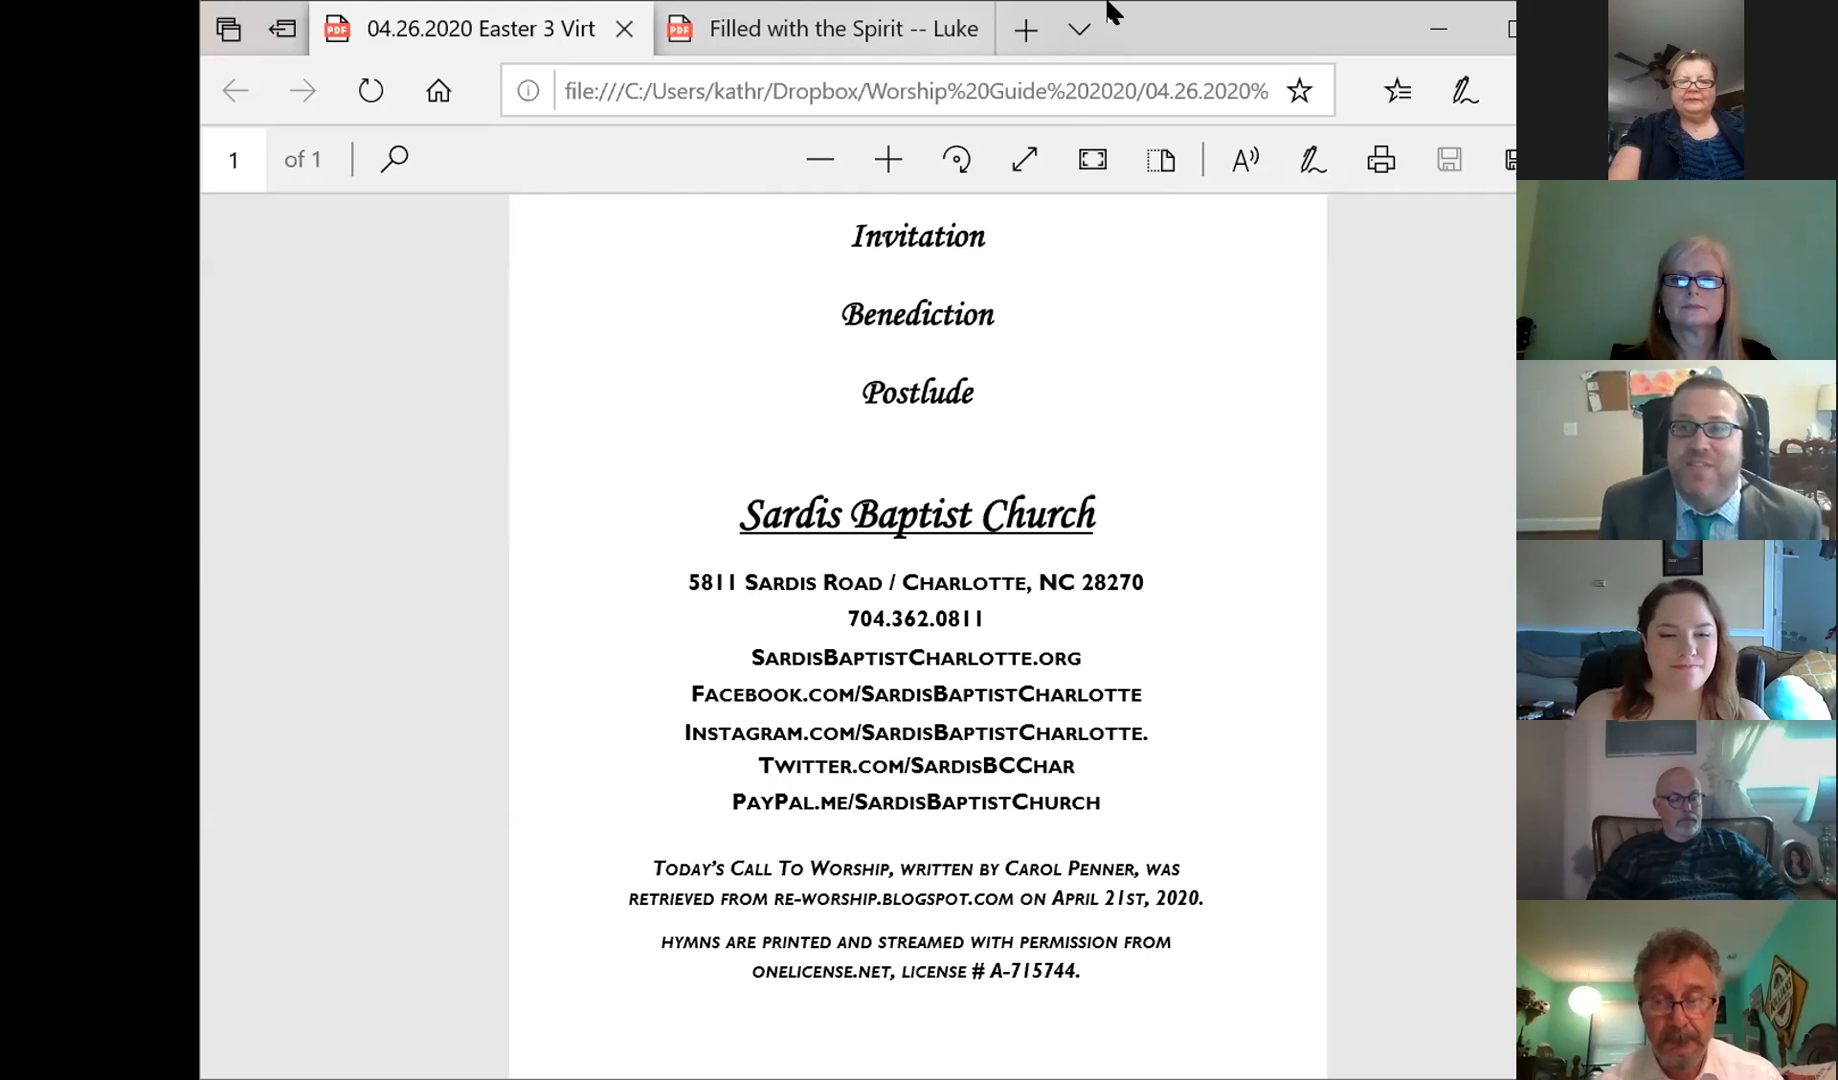 04.26.2020 Easter 3 Virt
Filled with the Spirit -- Luke
file:///C:/Users/kathr/Dropbox/Worship%20Guide%202020/04.26.2020%
1 of 1
Invitation
Benediction
Postlude
Sardis Baptist Church
5811 SARDIS ROAD / CHARLOTTE, NC 28270
704.362.0811
SARDISBAPTISTCHARLOTTE.ORG
FACEBOOK.COM/SARDISBAPTISTCHARLOTTE
INSTAGRAM.COM/SARDISBAPTISTCHARLOTTE.
TWITTER.COM/SARDISBCCHAR
PAYPAL.ME/SARDISBAPTISTCHURCH
TODAY'S CALL TO WORSHIP, WRITTEN BY CAROL PENNER, WAS
RETRIEVED FROM RE-WORSHIP.BLOGSPOT.COM ON APRIL 21ST, 2020.
HYMNS ARE PRINTED AND STREAMED WITH PERMISSION FROM
ONELICENSE.NET, LICENSE # A-715744.